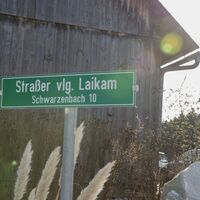 Straßer vlg. Laikam
Schwarzenbach 10